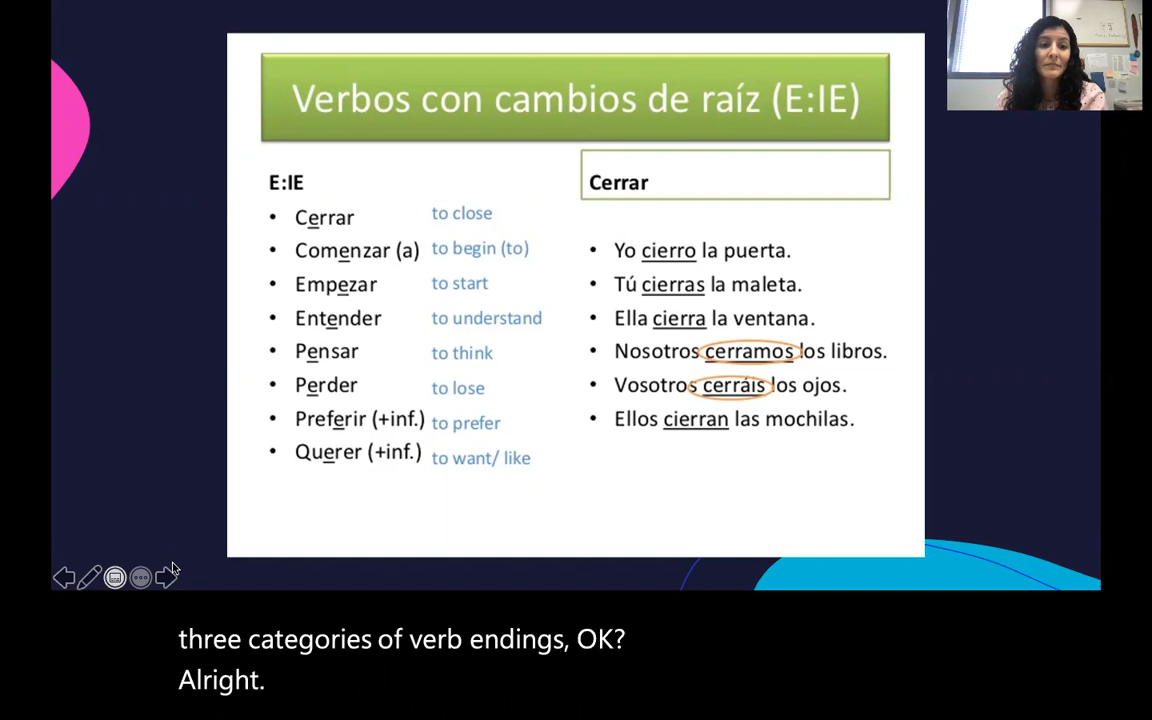 Verbos con cambios de raíz (E:IE)
E:IE
• Cerrar to close
• Comenzar (a) to begin (to)
• Empezar to start
• Entender to understand
• Pensar to think
• Perder to lose
• Preferir (+inf.) to prefer
• Querer (+inf.) to want/ like
Cerrar
• Yo cierro la puerta.
• Tú cierras la maleta.
• Ella cierra la ventana.
• Nosotros cerramos los libros.
• Vosotros cerráis los ojos.
• Ellos cierran las mochilas.
three categories of verb endings, OK?
Alright.